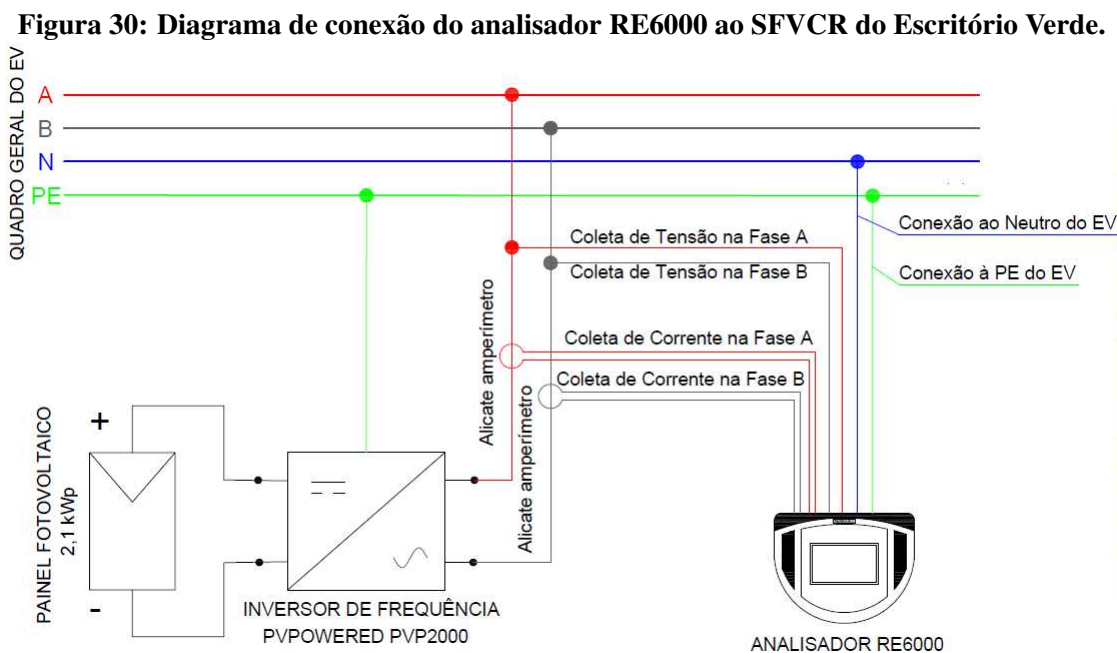 Figura 30: Diagrama de conexão do analisador RE6000 ao SFVCR do Escritório Verde.
QUADRO GERAL DO EV
A
B
N
PE
Conexão ao Neutro do EV
Coleta de Tensão na Fase A
Coleta de Tensão na Fase B
Conexão à PE do EV
Alicate amperímetro
Coleta de Corrente na Fase A
Alicate amperímetro
Coleta de Corrente na Fase B
PAINEL FOTOVOLTAICO
2,1 kWp
+
-
INVERSOR DE FREQUÊNCIA
PVPOWERED PVP2000
ANALISADOR RE6000